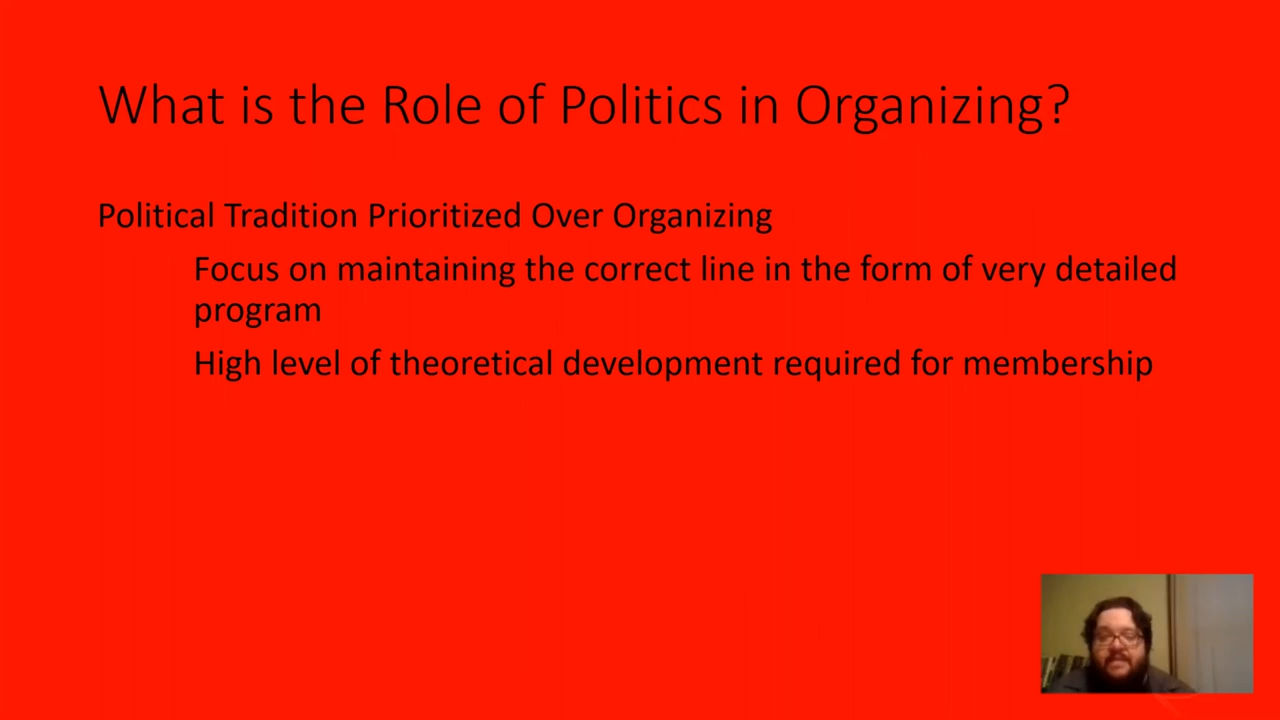 What is the Role of Politics in Organizing?
Political Tradition Prioritized Over Organizing
Focus on maintaining the correct line in the form of very detailed
program
High level of theoretical development required for membership